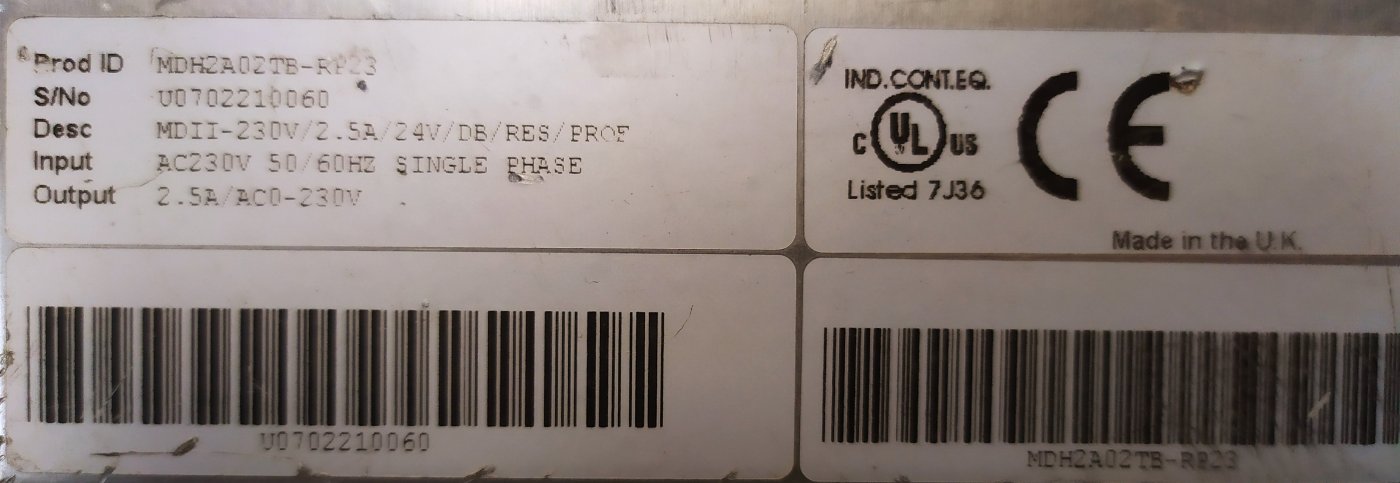 Prod ID MDH2A02TB-RP23
S/No U0702210060
Desc MDII-230V/2.5A/24V/DB/RES/PROF
Input AC230V 50/60HZ SINGLE PHASE
Output 2.5A/AC0-230V
IND.CONT.EQ.
C UL US
Listed 7J36
CE
Made in the U.K.
U0702210060
MDH2A02TB-RP23